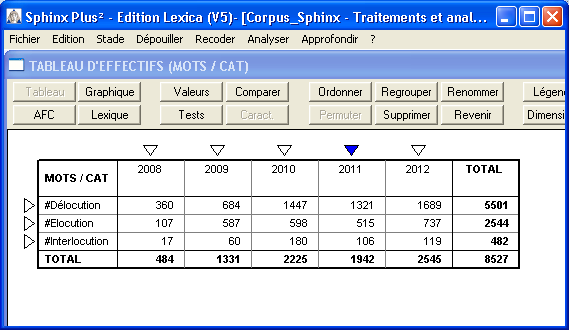 Sphinx Plus² - Edition Lexica (V5)- [Corpus_Sphinx - Traitements et anal...
Fichier Edition Stade Dépouiller Recoder Analyser Approfondir ?
TABLEAU D'EFFECTIFS (MOTS / CAT)
Tableau Graphique Valeurs Comparer Ordonner Regrouper Renommer Légen
AFC Lexique Tests Caract. Permuter Supprimer Revenir Dimensi
MOTS / CAT 2008 2009 2010 2011 2012 TOTAL
#Délocution 360 684 1447 1321 1689 5501
#Elocution 107 587 598 515 737 2544
#Interlocution 17 60 180 106 119 482
TOTAL 484 1331 2225 1942 2545 8527